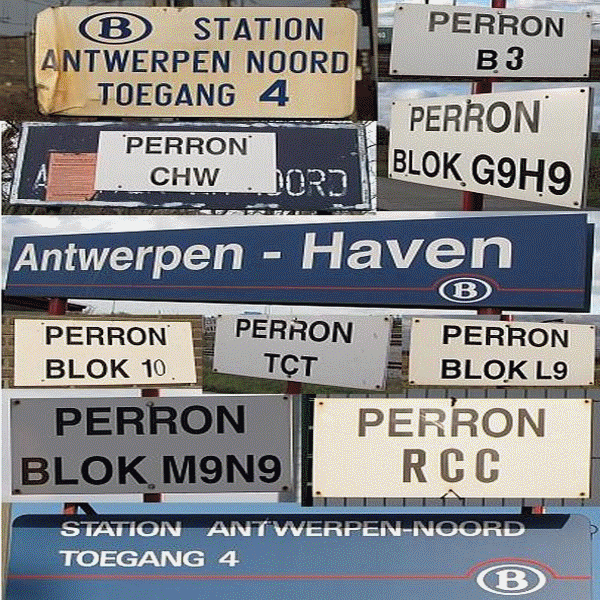 B STATION
ANTWERPEN NOORD
TOEGANG 4
PERRON
B3
PERRON
CHW
PERRON
BLOK G9H9
Antwerpen - Haven
B
PERRON
BLOK 10
PERRON
TCT
PERRON
BLOK L9
PERRON
BLOK M9N9
PERRON
RCC
STATION ANTWERPEN-NOORD
TOEGANG 4
B